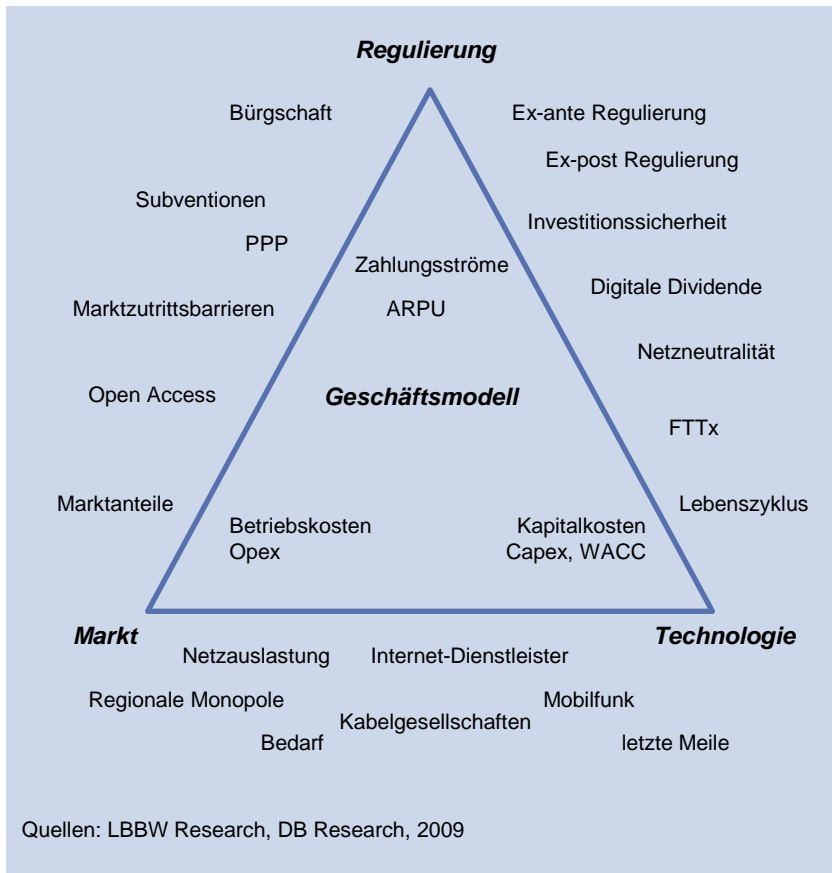 Regulierung
Bürgschaft
Ex-ante Regulierung
Ex-post Regulierung
Subventionen
Investitionssicherheit
PPP
Zahlungsströme
Digitale Dividende
Marktzutrittsbarrieren
ARPU
Netzneutralität
Open Access
Geschäftsmodell
FTTx
Marktanteile
Lebenszyklus
Betriebskosten
Opex
Kapitalkosten
Capex, WACC
Markt
Technologie
Netzauslastung
Internet-Dienstleister
Regionale Monopole
Mobilfunk
Kabelgesellschaften
Bedarf
letzte Meile
Quellen: LBBW Research, DB Research, 2009